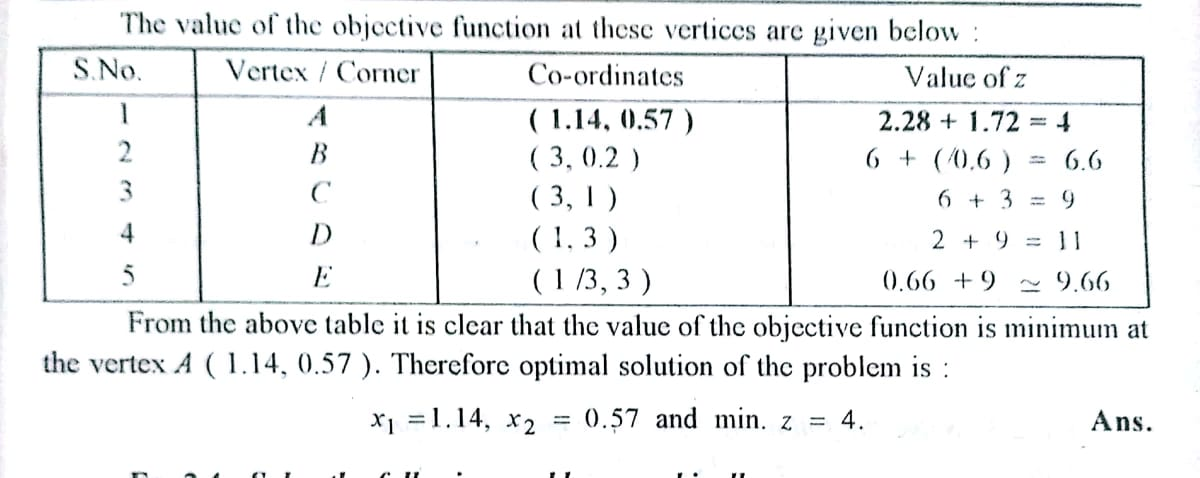 The value of the objective function at these vertices are given below :
S.No. Vertex / Corner Co-ordinates Value of z
1 A ( 1.14, 0.57 ) 2.28 + 1.72 = 4
2 B ( 3, 0.2 ) 6 + (0.6 ) = 6.6
3 C ( 3, 1 ) 6 + 3 = 9
4 D ( 1, 3 ) 2 + 9 = 11
5 E ( 1 /3, 3 ) 0.66 + 9 ≃ 9.66
From the above table it is clear that the value of the objective function is minimum at
the vertex A ( 1.14, 0.57 ). Therefore optimal solution of the problem is :
x₁ = 1.14, x₂ = 0.57 and min. z = 4. Ans.